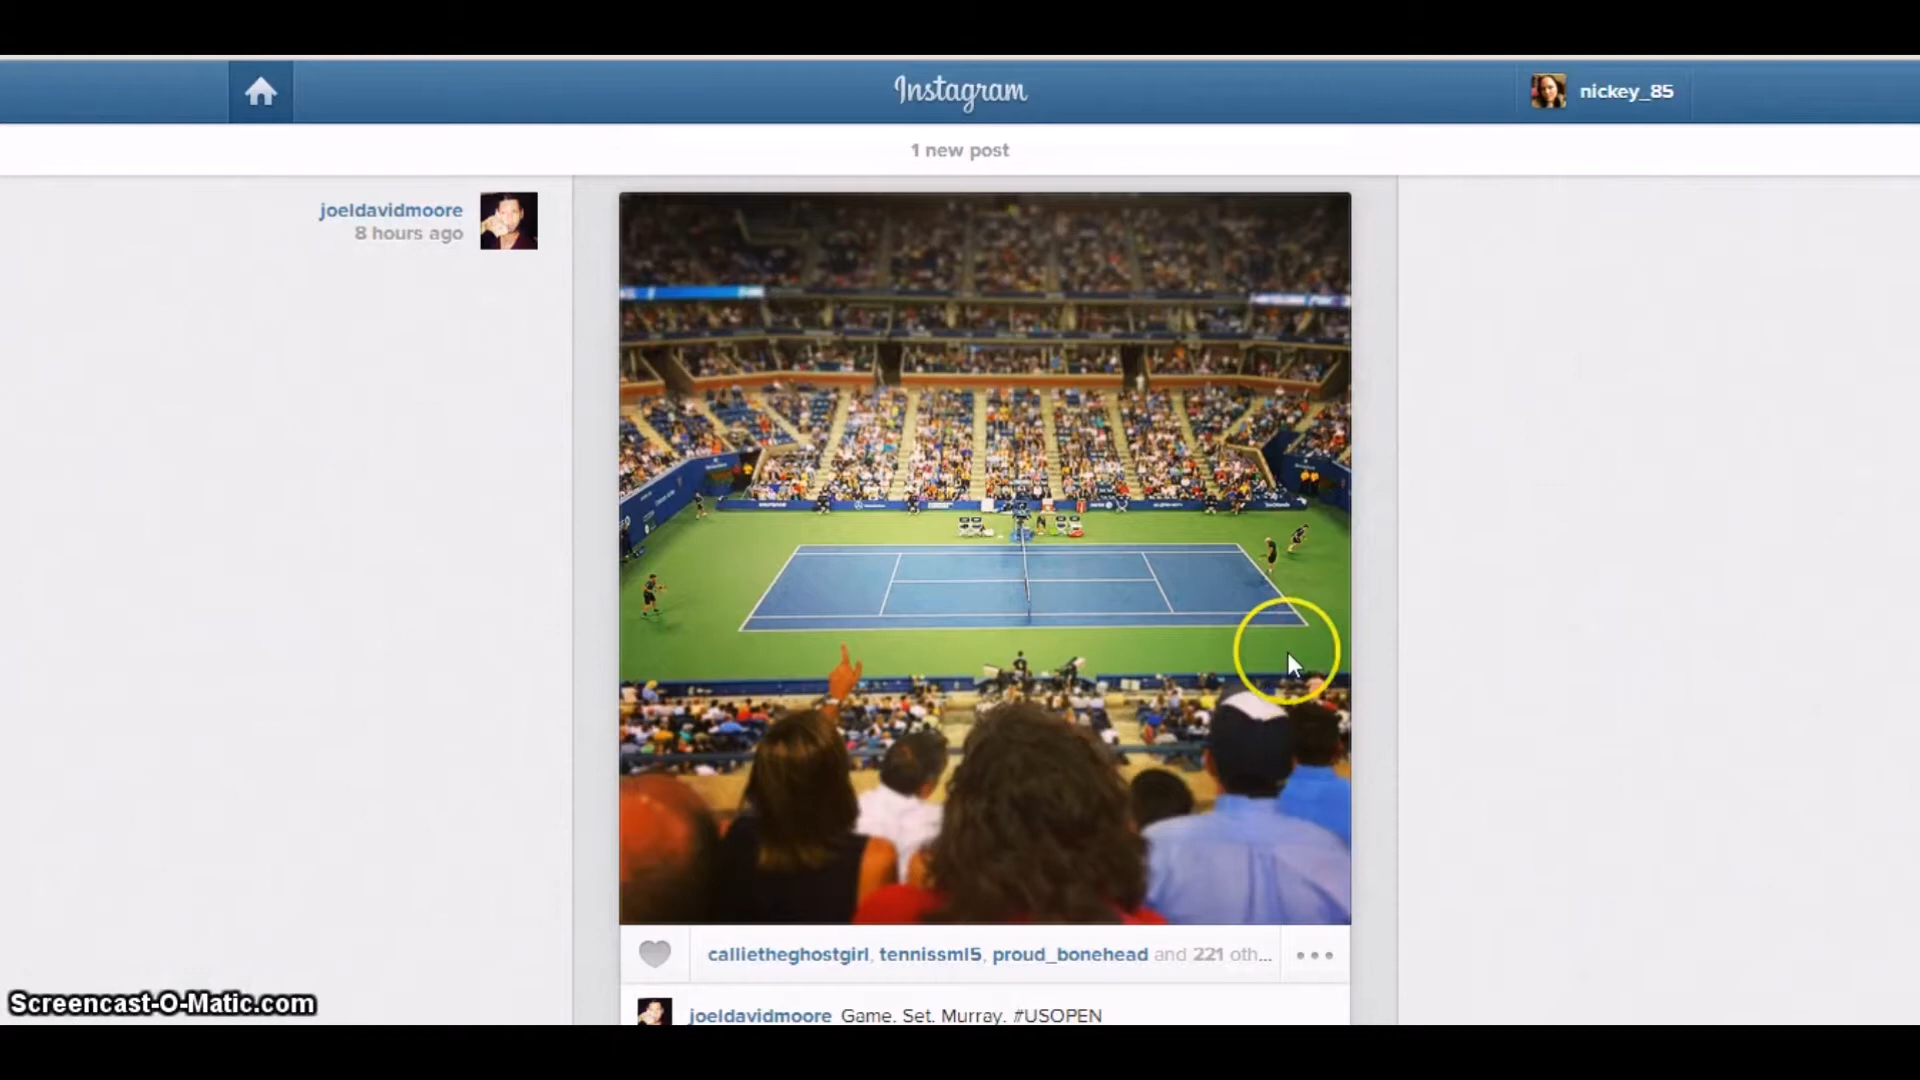 Instagram
nickey_85
1 new post
joeldavidmoore
8 hours ago
callietheghostgirl, tennissml5, proud_bonehead and 221 oth...
joeldavidmoore Game. Set. Murray. #USOPEN
Screencast-O-Matic.com